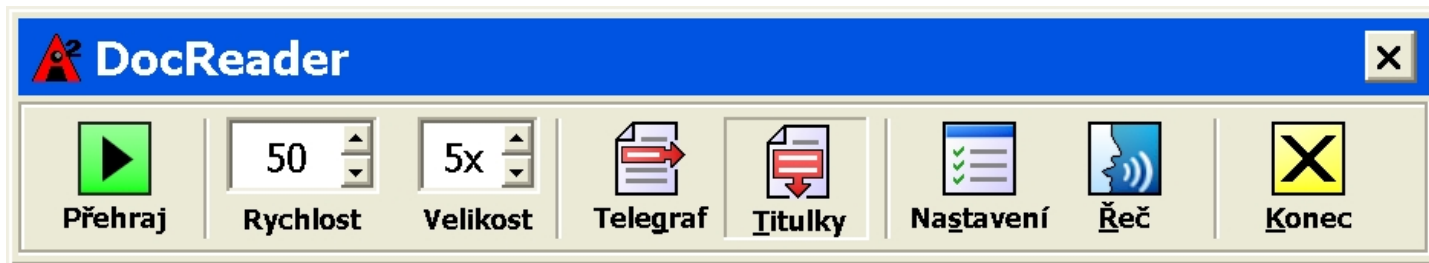 DocReader
50 5x
Přehraj Rychlost Velikost Telegraf Titulky Nastavení Řeč Konec